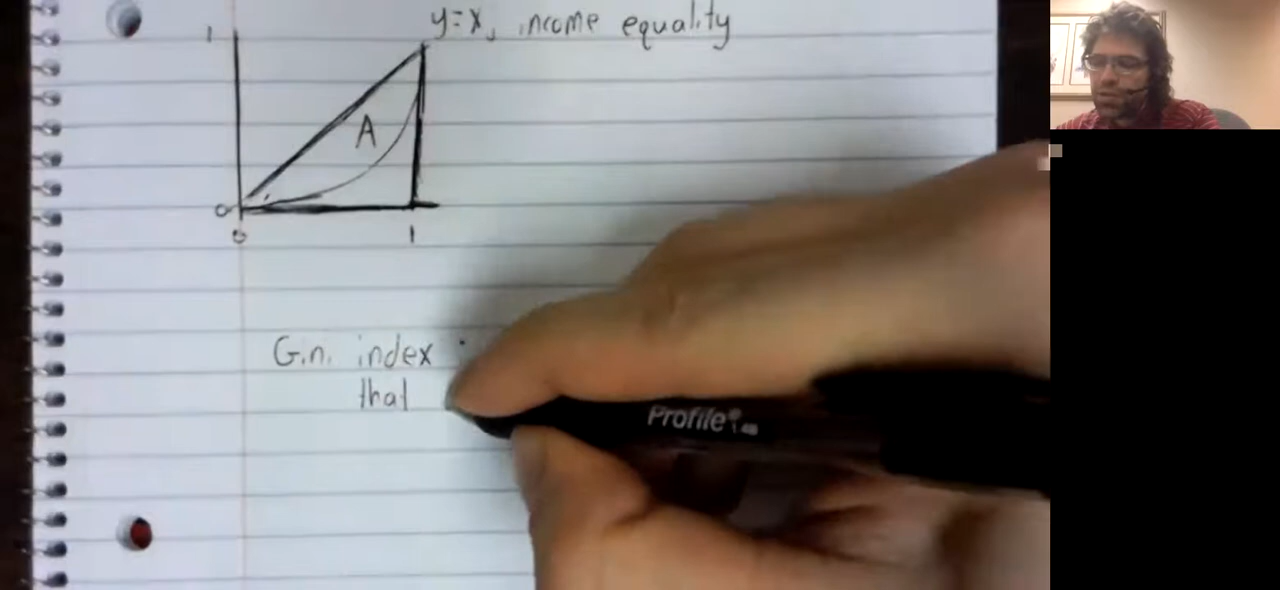 1
y=x, income equality
A
0
0 1
Gini index
that
Profile®